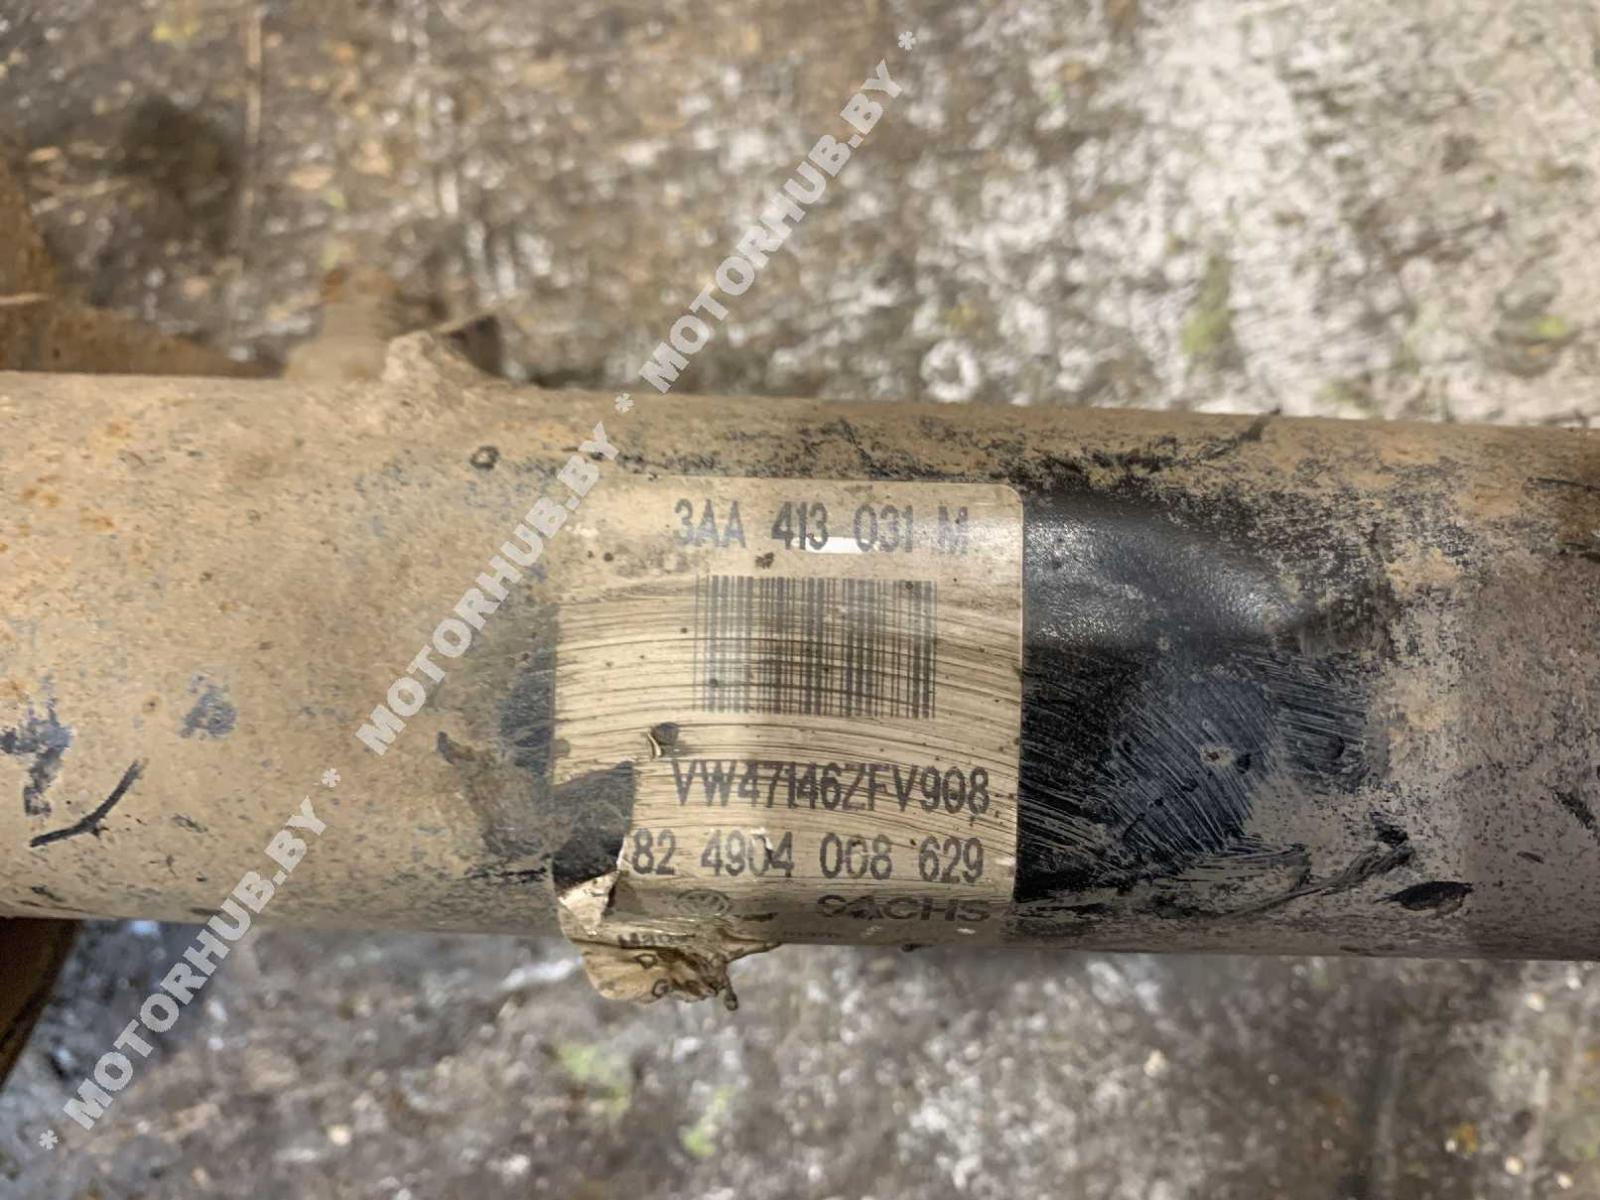 3AA 413 031 M
VW47146ZFV908
82 4904 008 629
SACHS
* MOTORHUB.BY * MOTORHUB.BY * MOTORHUB.BY *